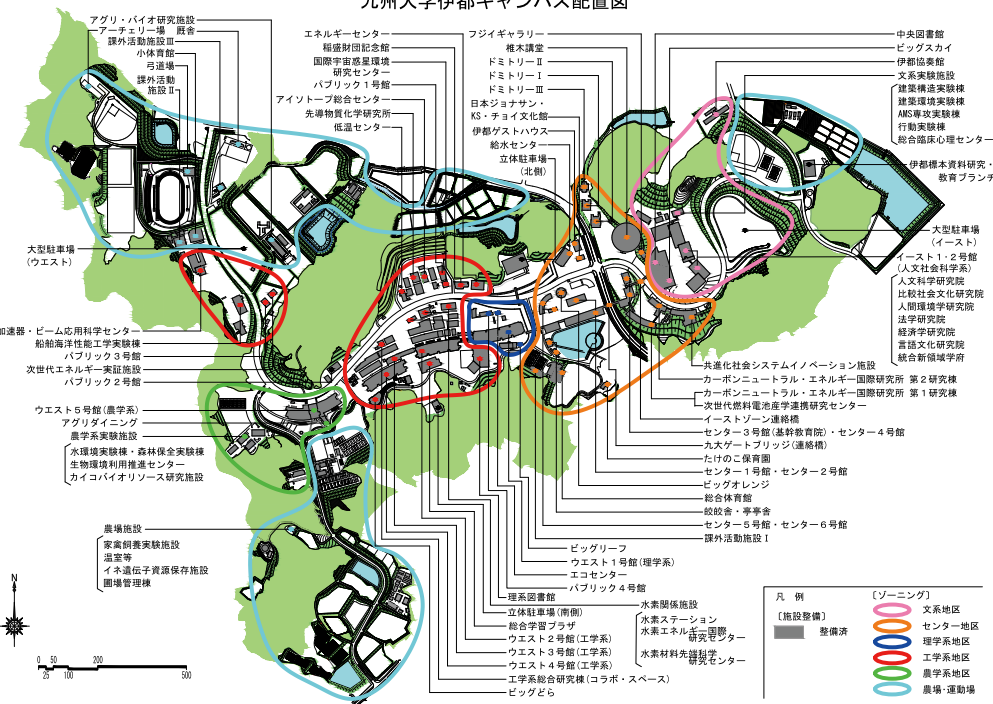 九州大学伊都キャンパス配置図
アグリ・バイオ研究施設
アーチェリー場 厩舎
課外活動施設Ⅲ
小体育館
弓道場
課外活動
施設Ⅱ
エネルギーセンター
稲盛財団記念館
国際宇宙惑星環境
研究センター
パブリック1号館
アイソトープ総合センター
先導物質化学研究所
低温センター
フジイギャラリー
椎木講堂
ドミトリーⅡ
ドミトリーⅠ
ドミトリーⅢ
日本ジョナサン・
KS・チョイ文化館
伊都ゲストハウス
給水センター
立体駐車場
(北側)
中央図書館
ビッグスカイ
伊都協奏館
文系実験施設
建築構造実験棟
建築環境実験棟
AMS専攻実験棟
行動実験棟
総合臨床心理センター
伊都標本資料研究・
教育ブランチ
大型駐車場
(イースト)
イースト1・2号館
(人文社会科学系)
人文科学研究院
比較社会文化研究院
人間環境学研究院
法学研究院
経済学研究院
言語文化研究院
統合新領域学府
大型駐車場
(ウエスト)
加速器・ビーム応用科学センター
船舶海洋性能工学実験棟
パブリック3号館
次世代エネルギー実証施設
パブリック2号館
ウエスト5号館(農学系)
アグリダイニング
農学系実験施設
水環境実験棟・森林保全実験棟
生物環境利用推進センター
カイコバイオリソース研究施設
農場施設
家禽飼養実験施設
温室等
イネ遺伝子資源保存施設
圃場管理棟
共進化社会システムイノベーション施設
カーボンニュートラル・エネルギー国際研究所 第2研究棟
カーボンニュートラル・エネルギー国際研究所 第1研究棟
次世代燃料電池産学連携研究センター
イーストゾーン連絡橋
センター3号館(基幹教育院)・センター4号館
九大ゲートブリッジ(連絡橋)
たけのこ保育園
センター1号館・センター2号館
ビッグオレンジ
総合体育館
皎皎舎・亭亭舎
センター5号館・センター6号館
課外活動施設Ⅰ
ビッグリーフ
ウエスト1号館(理学系)
エコセンター
パブリック4号館
理系図書館
水素関係施設
水素ステーション
水素エネルギー国際
研究センター
水素材料先端科学
研究センター
立体駐車場(南側)
総合学習プラザ
ウエスト2号館(工学系)
ウエスト3号館(工学系)
ウエスト4号館(工学系)
工学系総合研究棟(コラボ・スペース)
ビッグどら
N
0 50 200
25 100 500
凡 例
[施設整備]
整備済
[ゾーニング]
文系地区
センター地区
理学系地区
工学系地区
農学系地区
農場・運動場